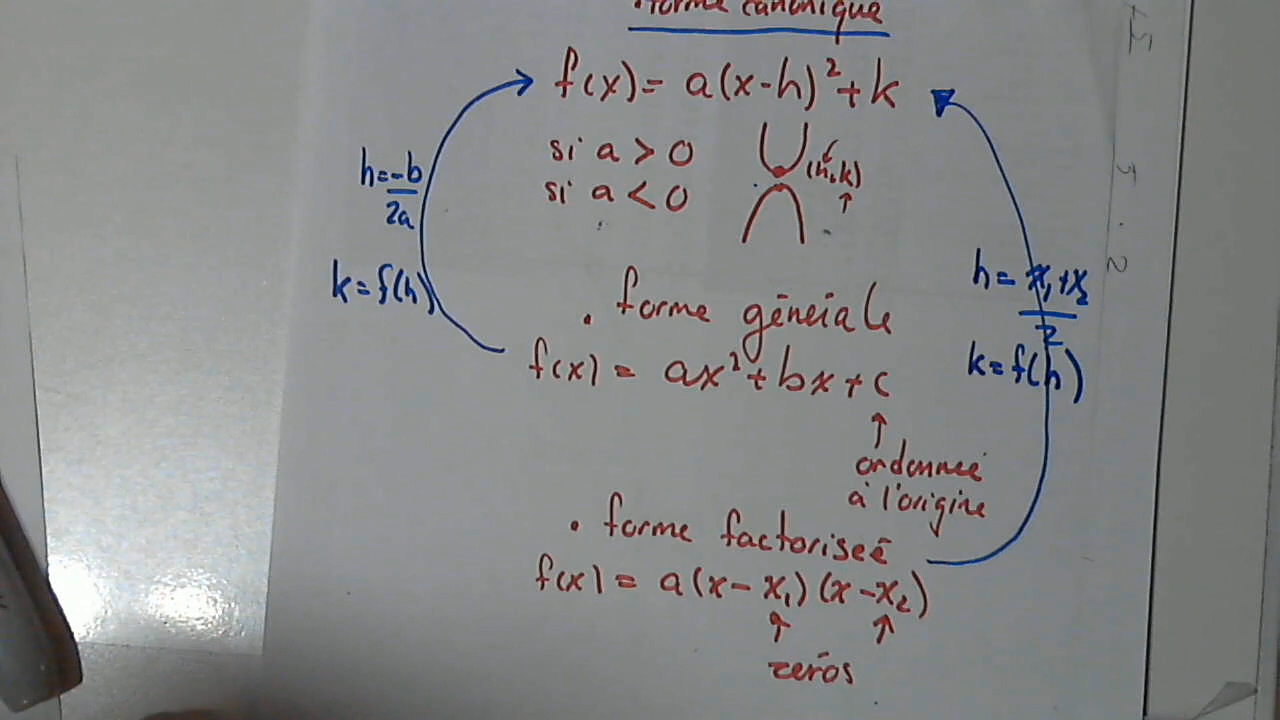 forme canonique
f(x) = a(x-h)² + k
si a > 0
(h, k)
si a < 0
h = -b
2a
k = f(h)
. forme générale
f(x) = ax² + bx + c
h = x₁ + x₂
2
k = f(h)
ordonnée
à l'origine
. forme factoriseé
f(x) = a(x - x₁) (x - x₂)
zéros